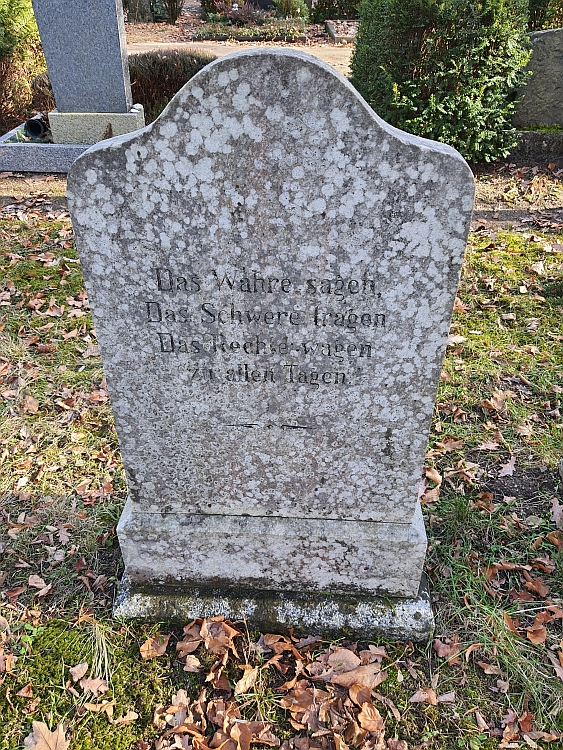 Das Wahre sagen,
Das Schwere tragen
Das Rechte wagen
Zu allen Tagen.